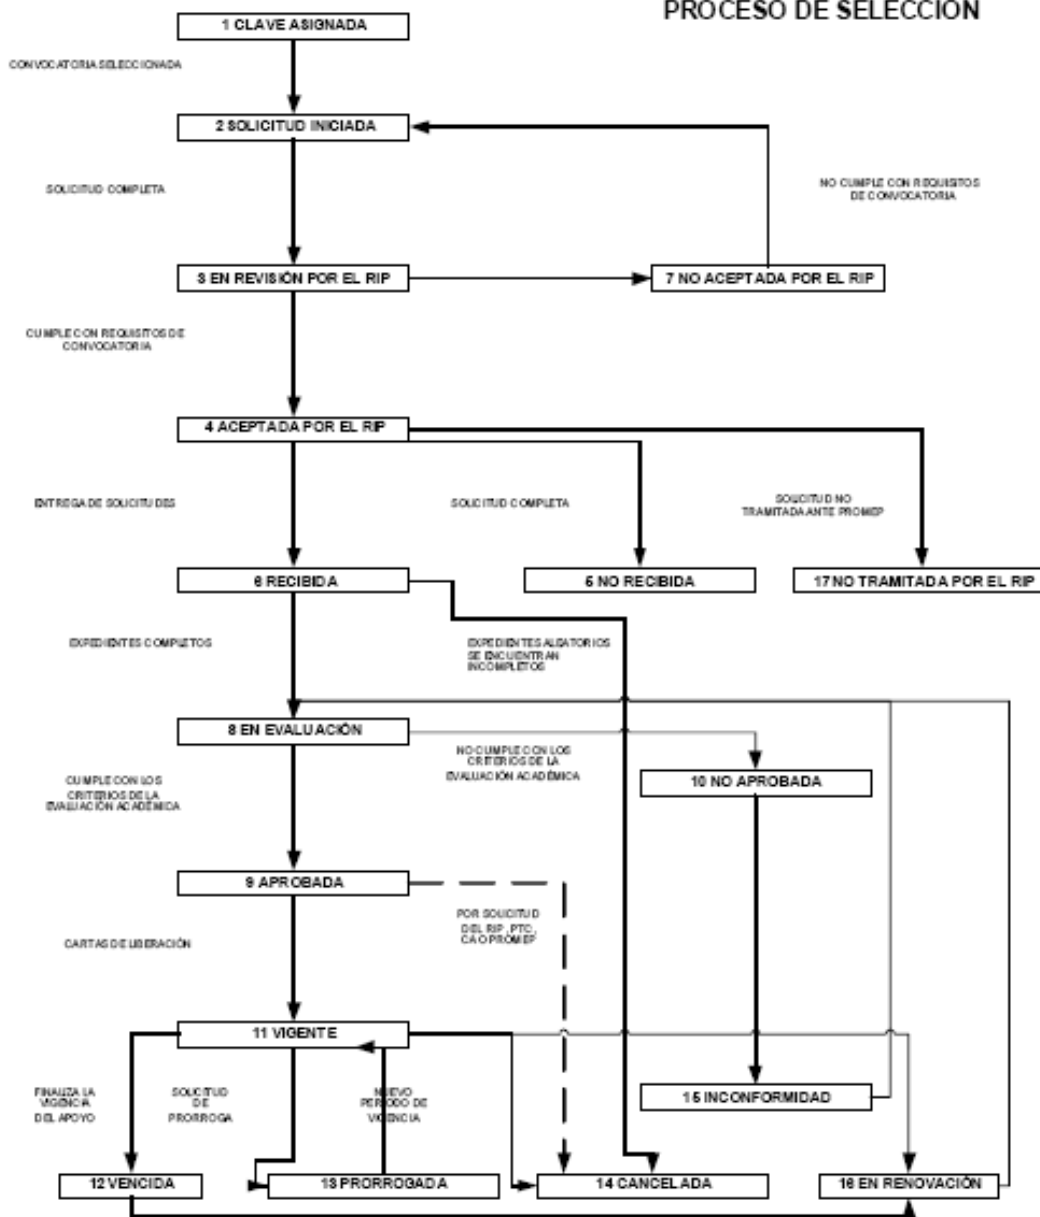 PROCESO DE SELECCION
1 CLAVE ASIGNADA
CONVOCATORIA SELECCIONADA
2 SOLICITUD INICIADA
SOLICITUD COMPLETA
NO CUMPLE CON REQUISITOS
DE CONVOCATORIA
3 EN REVISIÓN POR EL RIP
7 NO ACEPTADA POR EL RIP
CUMPLE CON REQUISITOS DE
CONVOCATORIA
4 ACEPTADA POR EL RIP
ENTREGA DE SOLICITUDES
SOLICITUD COMPLETA
SOLICITUD NO
TRAMITADA ANTE PROMEP
6 RECIBIDA
5 NO RECIBIDA
17 NO TRAMITADA POR EL RIP
EXPEDIENTES COMPLETOS
EXPEDIENTES ALEATORIOS
SE ENCUENTRAN
INCOMPLETOS
8 EN EVALUACIÓN
NO CUMPLE CON LOS
CRITERIOS DE LA
EVALUACIÓN ACADÉMICA
10 NO APROBADA
CUMPLE CON LOS
CRITERIOS DE LA
EVALUACIÓN ACADÉMICA
9 APROBADA
POR SOLICITUD
DEL RIP, PTC,
CA O PROMEP
CARTAS DE LIBERACIÓN
11 VIGENTE
FINALIZA LA
VIGENCIA
DEL APOYO
SOLICITUD
DE
PRORROGA
NUEVO
PERIODO DE
VIGENCIA
15 INCONFORMIDAD
12 VENCIDA
13 PRORROGADA
14 CANCELADA
16 EN RENOVACIÓN